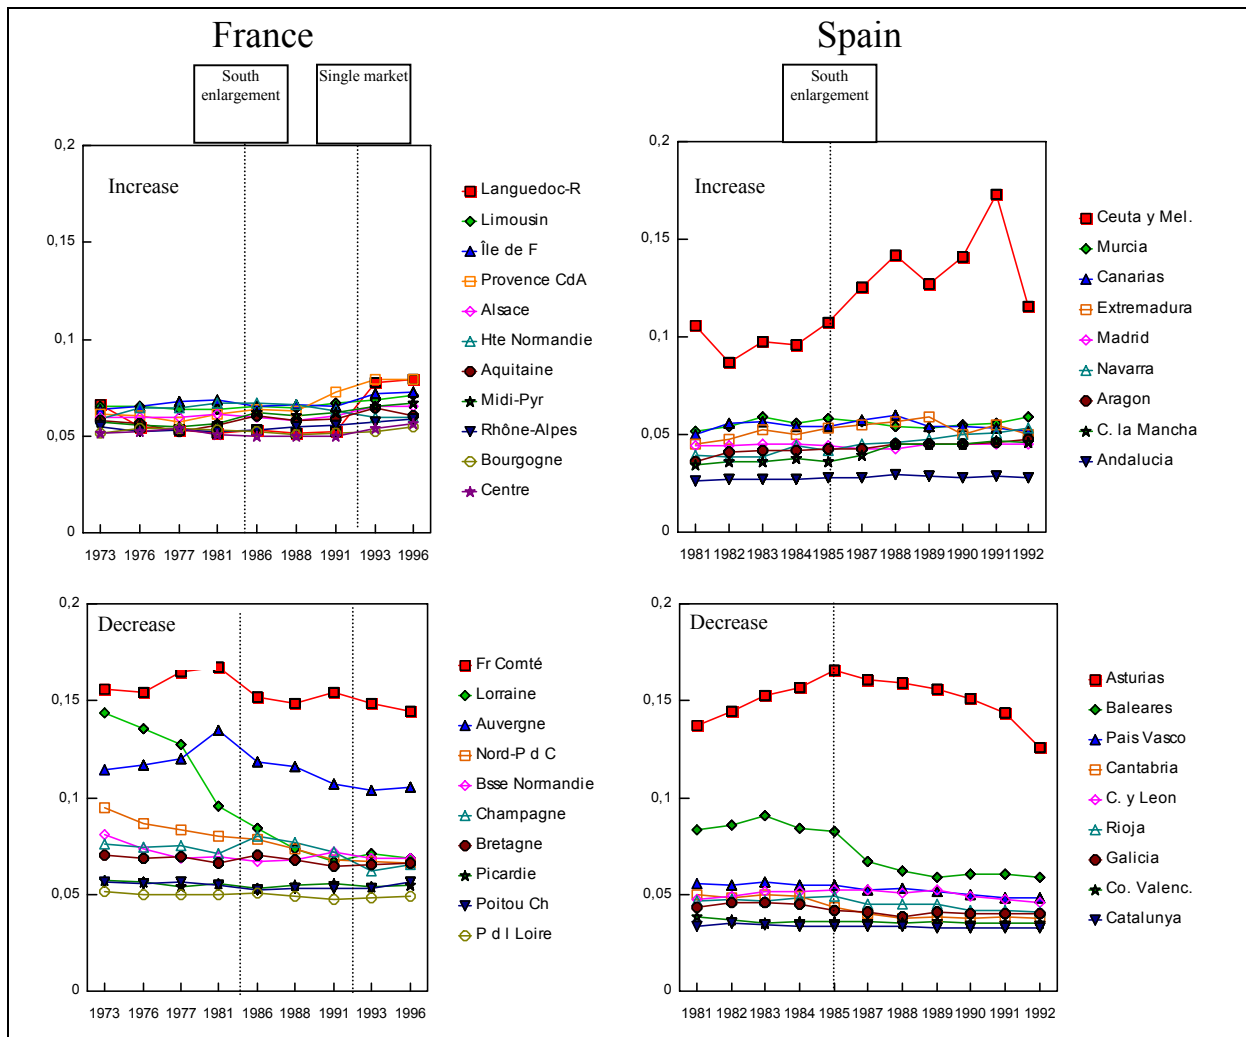 France
Spain
South
enlargement
Single market
South
enlargement
0,2
Increase
0,15
0,1
0,05
0
1973 1976 1977 1981 1986 1988 1991 1993 1996
Languedoc-R
Limousin
Île de F
Provence CdA
Alsace
Hte Normandie
Aquitaine
Midi-Pyr
Rhône-Alpes
Bourgogne
Centre
0,2
Increase
0,15
0,1
0,05
0
1981 1982 1983 1984 1985 1987 1988 1989 1990 1991 1992
Ceuta y Mel.
Murcia
Canarias
Extremadura
Madrid
Navarra
Aragon
C. la Mancha
Andalucia
0,2
Decrease
0,15
0,1
0,05
0
1973 1976 1977 1981 1986 1988 1991 1993 1996
Fr Comté
Lorraine
Auvergne
Nord-P d C
Bsse Normandie
Champagne
Bretagne
Picardie
Poitou Ch
P d l Loire
0,2
Decrease
0,15
0,1
0,05
0
1981 1982 1983 1984 1985 1987 1988 1989 1990 1991 1992
Asturias
Baleares
Pais Vasco
Cantabria
C. y Leon
Rioja
Galicia
Co. Valenc.
Catalunya